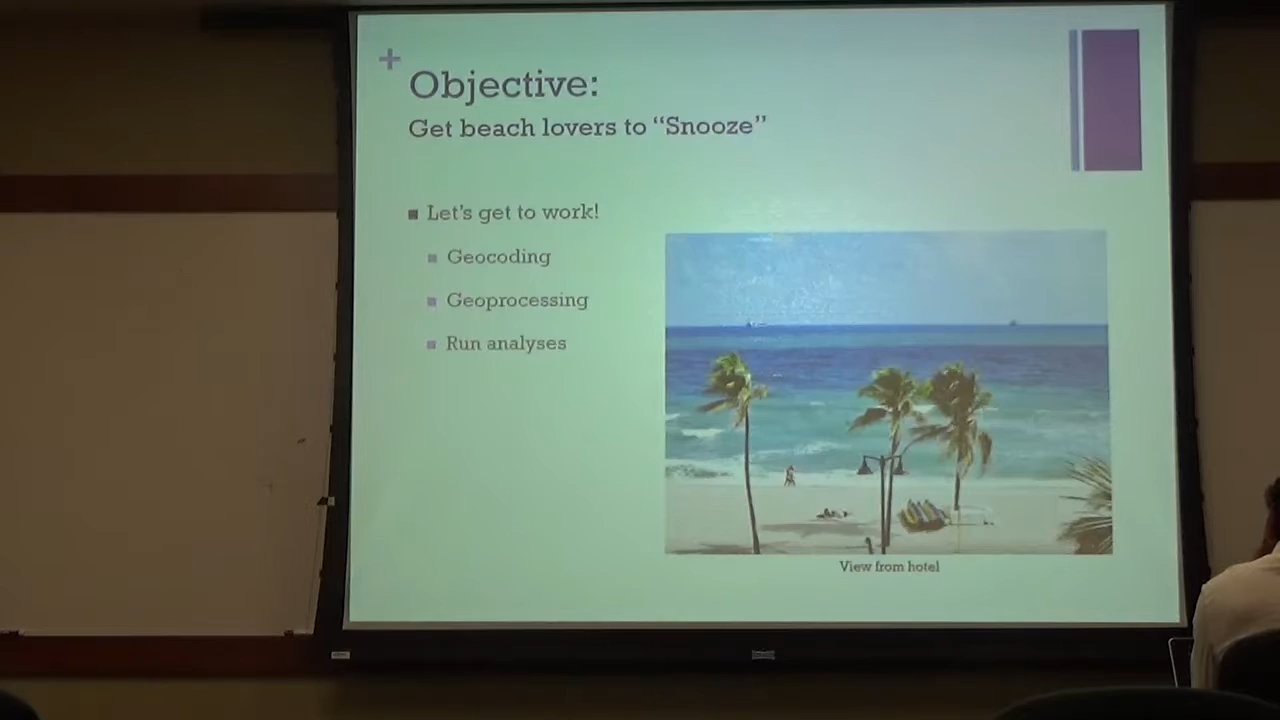 +
Objective:
Get beach lovers to “Snooze”
Let's get to work!
Geocoding
Geoprocessing
Run analyses
View from hotel